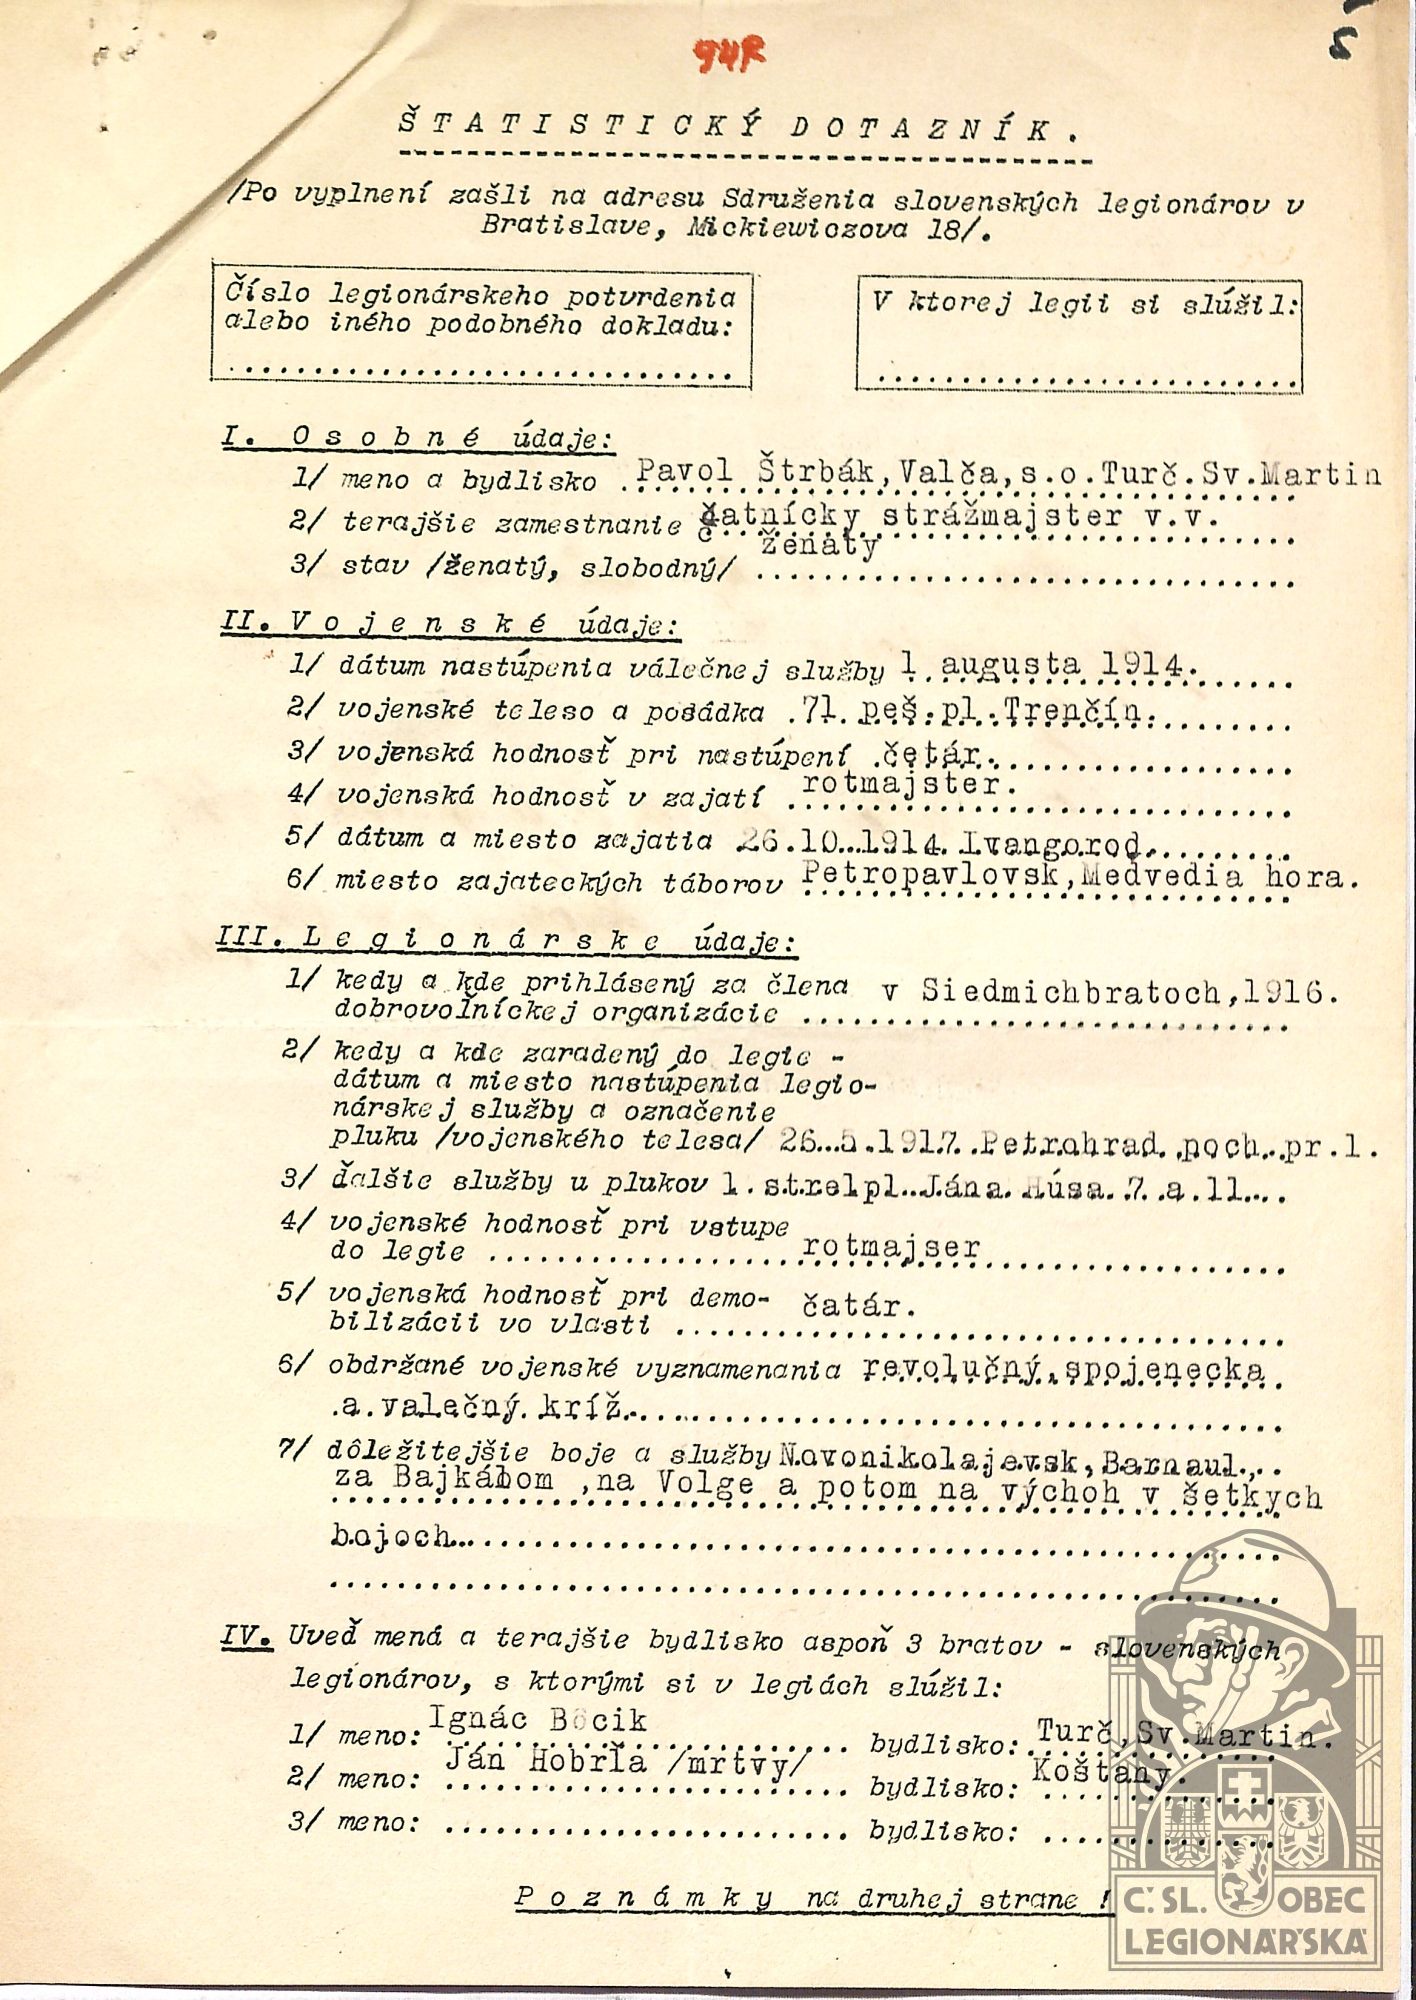 94R
5
ŠTATISTICKÝ DOTAZNÍK.
/Po vyplnení zašli na adresu Sdruženia slovenských legionárov v
Bratislave, Mickiewiczova 18/.
Číslo legionárskeho potvrdenia
alebo iného podobného dokladu:
V ktorej legii si slúžil:
I. Osobné údaje:
1/ meno a bydlisko Pavol Štrbák,Valča,s.o.Turč.Sv.Martin
2/ terajšie zamestnanie čatnícky strážmajster v.v.
3/ stav /ženatý, slobodný/ ženatý
II. Vojenské údaje:
1/ dátum nastúpenia válečnej služby 1. augusta 1914.
2/ vojenské teleso a posádka 71. peš.pl.Trenčín.
3/ vojenská hodnosť pri nastúpení četár.
4/ vojenská hodnosť v zajatí rotmajster.
5/ dátum a miesto zajatia 26.10.1914. Ivangorod.
6/ miesto zajateckých táborov Petropavlovsk,Medvedia hora.
III. Legionárske údaje:
1/ kedy a kde prihlásený za člena v Siedmichbratoch,1916.
dobrovoľníckej organizácie
2/ kedy a kde zaradený do legie -
dátum a miesto nastúpenia legio-
nárskej služby a označenie
pluku /vojenského telesa/ 26.5.1917. Petrohrad poch. pr.1.
3/ ďalšie služby u plukov 1.strelpl.Jána Húsa 7.a 11.
4/ vojenské hodnosť pri vstupe
do legie rotmajser
5/ vojenská hodnosť pri demo- čatár.
bilizácii vo vlasti
6/ obdržané vojenské vyznamenania revolučný,spojenecka
a valečný kríž.
7/ dôležitejšie boje a služby Novonikolajevsk,Barnaul,
za Bajkálom ,na Volge a potom na výchoh v šetkych
bojoch.
IV. Uveď mená a terajšie bydlisko aspoň 3 bratov - slovenských
legionárov, s ktorými si v legiách slúžil:
1/ meno: Ignác Bôcik bydlisko: Turč,Sv.Martin.
2/ meno: Ján Hobrľa /mrtvy/ bydlisko: Košťany.
3/ meno: bydlisko:
Poznámky na druhej strane !
Č.SL. OBEC
LEGIONÁŘSKÁ